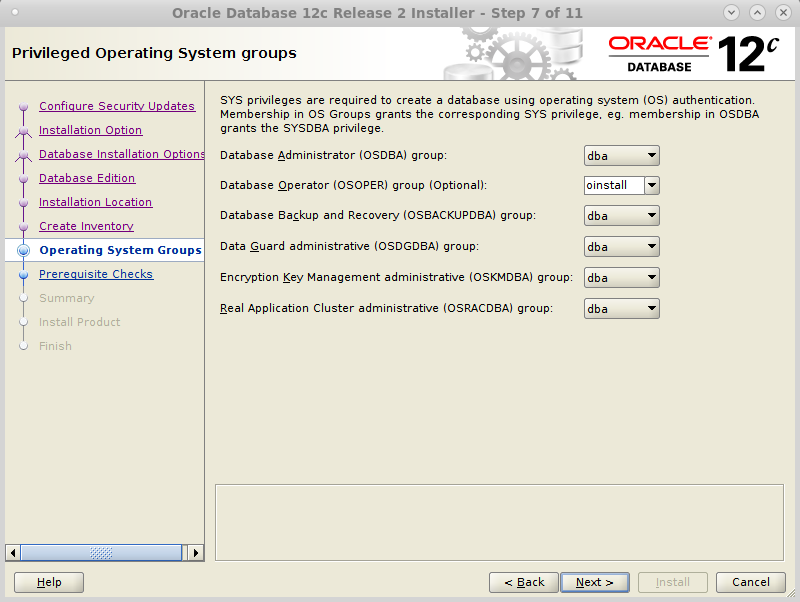 Oracle Database 12c Release 2 Installer - Step 7 of 11
Privileged Operating System groups
ORACLE
DATABASE
12c
Configure Security Updates
Installation Option
Database Installation Options
Database Edition
Installation Location
Create Inventory
Operating System Groups
Prerequisite Checks
Summary
Install Product
Finish
SYS privileges are required to create a database using operating system (OS) authentication.
Membership in OS Groups grants the corresponding SYS privilege, eg. membership in OSDBA
grants the SYSDBA privilege.
Database Administrator (OSDBA) group: dba
Database Operator (OSOPER) group (Optional): oinstall
Database Backup and Recovery (OSBACKUPDBA) group: dba
Data Guard administrative (OSDGDBA) group: dba
Encryption Key Management administrative (OSKMDBA) group: dba
Real Application Cluster administrative (OSRACDBA) group: dba
Help
< Back
Next >
Install
Cancel